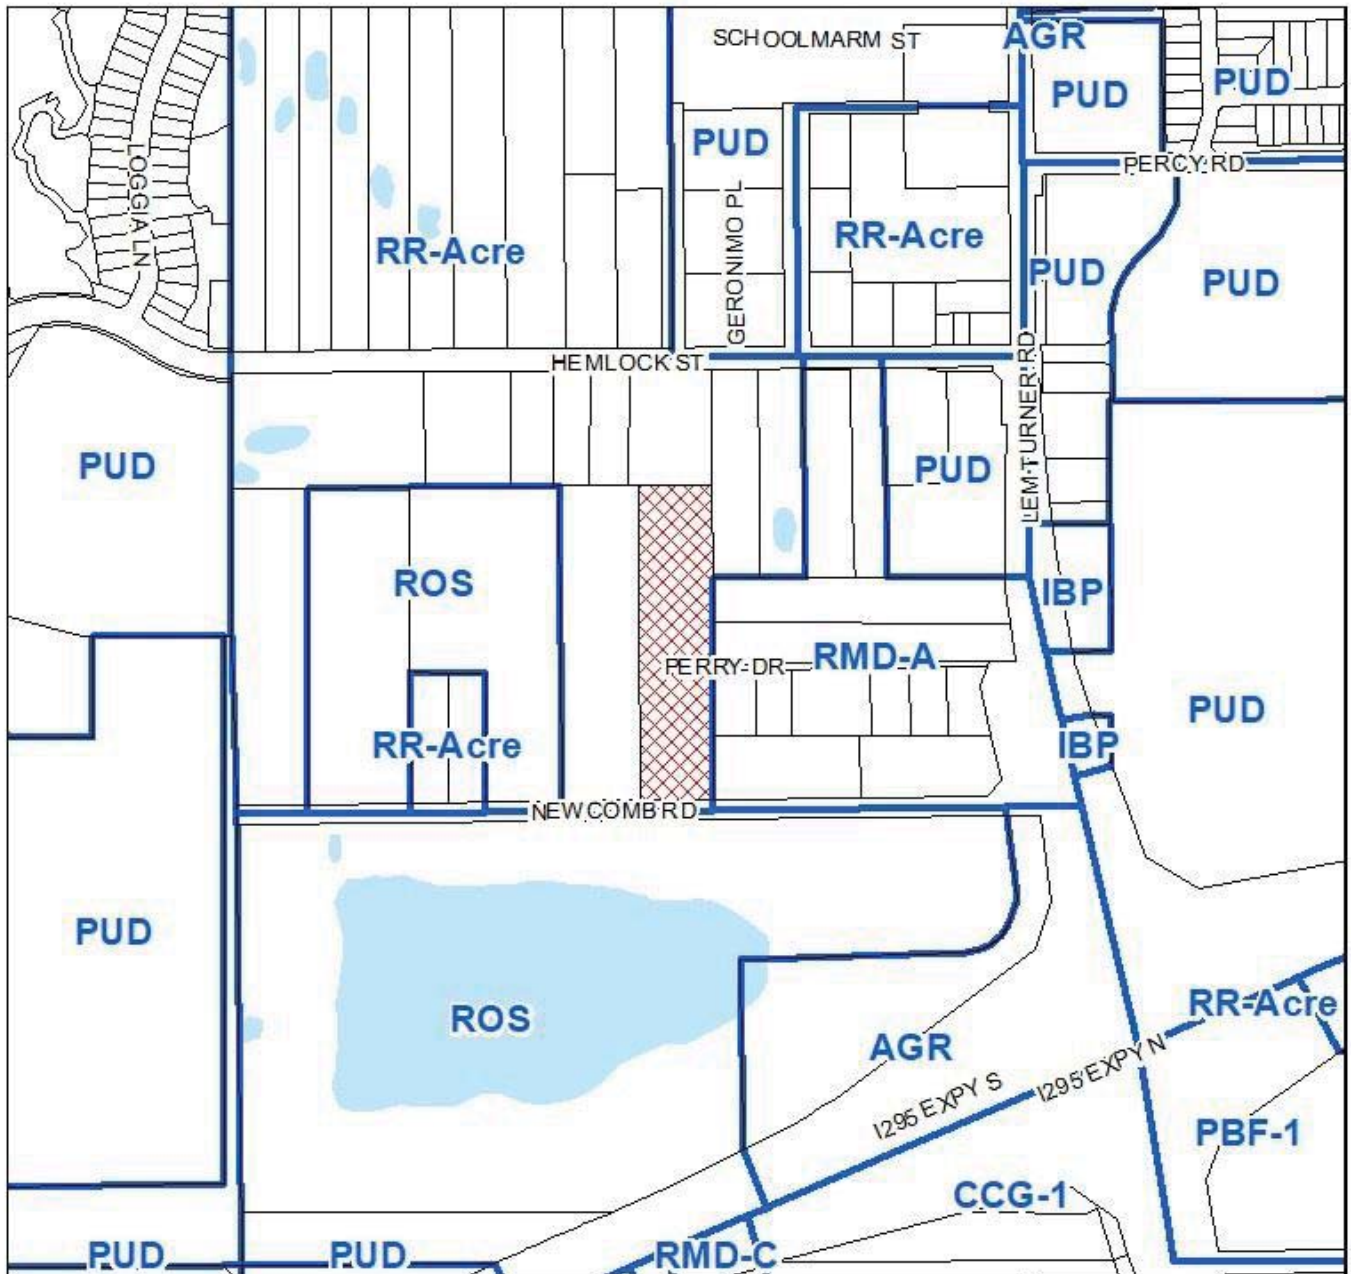 SCHOOLMARM ST
AGR
PUD
PUD
PUD
PERCY RD
LOGGIA LN
RR-Acre
GERONIMO PL
RR-Acre
PUD
PUD
HEMLOCK ST
LEM TURNER RD
PUD
PUD
ROS
IBP
PERRY DR
RMD-A
PUD
RR-Acre
IBP
NEWCOMB RD
PUD
ROS
RR-Acre
AGR
I295 EXPY S
I295 EXPY N
PBF-1
CCG-1
PUD
PUD
RMD-C